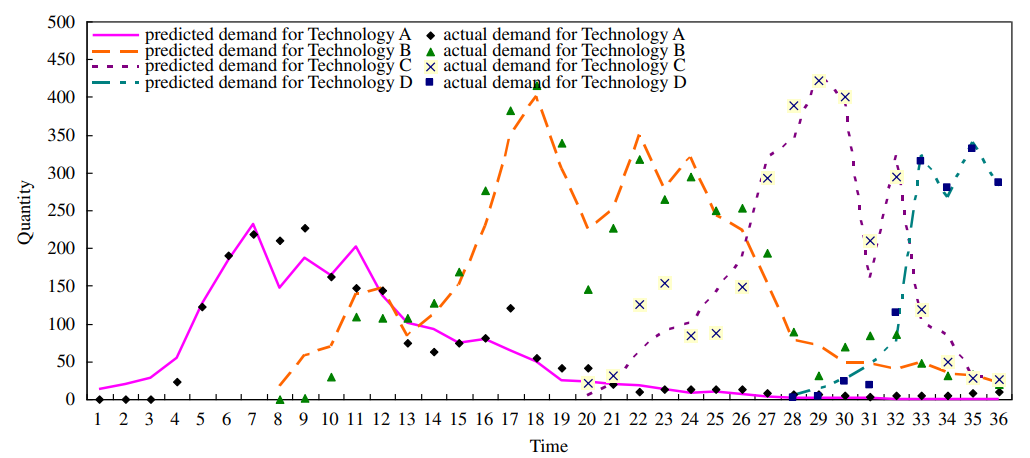 500
450
400
350
300
250
200
150
100
50
0
Quantity
predicted demand for Technology A actual demand for Technology A
predicted demand for Technology B actual demand for Technology B
predicted demand for Technology C actual demand for Technology C
predicted demand for Technology D actual demand for Technology D
1 2 3 4 5 6 7 8 9 10 11 12 13 14 15 16 17 18 19 20 21 22 23 24 25 26 27 28 29 30 31 32 33 34 35 36
Time